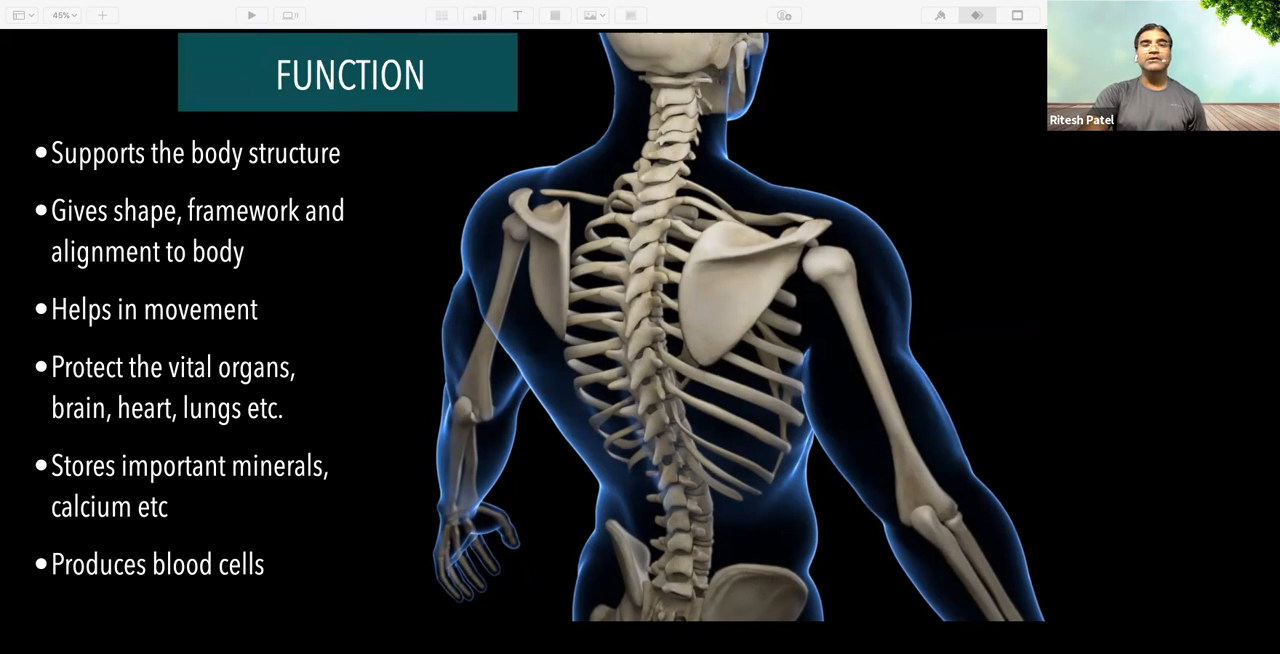 45%
FUNCTION
•Supports the body structure
•Gives shape, framework and
alignment to body
•Helps in movement
•Protect the vital organs,
brain, heart, lungs etc.
•Stores important minerals,
calcium etc
•Produces blood cells
Ritesh Patel